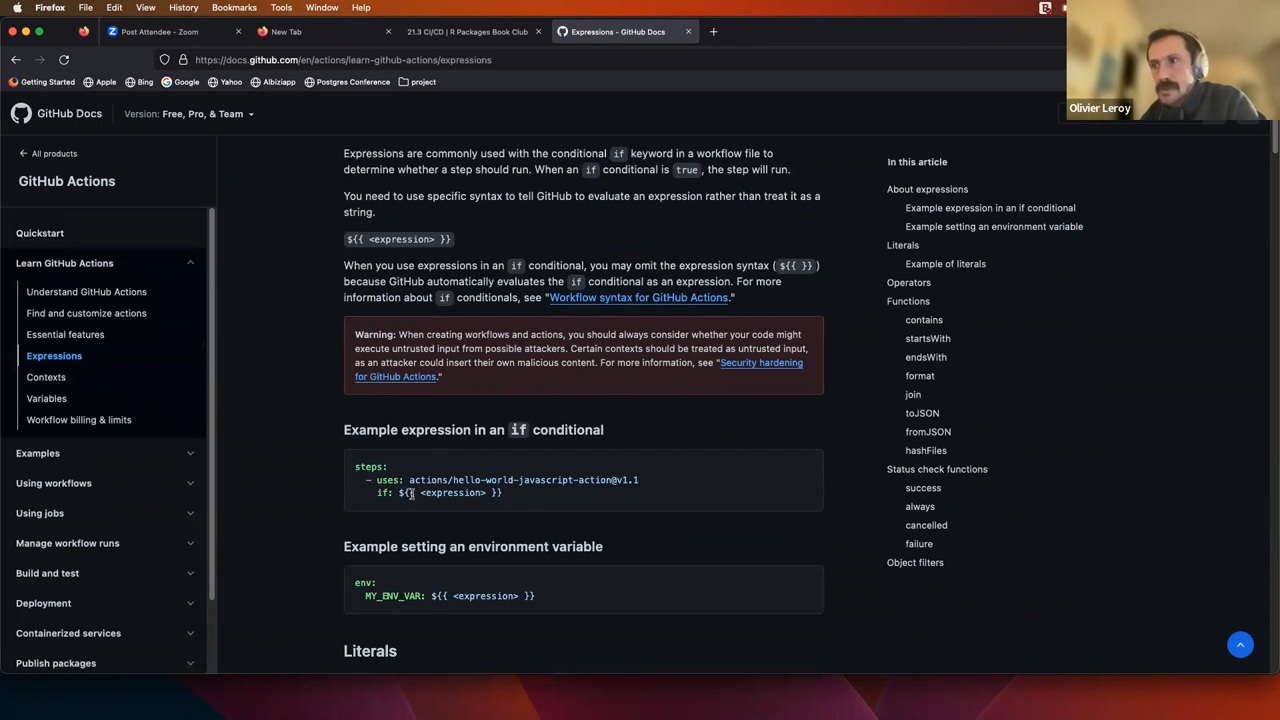 Firefox File Edit View History Bookmarks Tools Window Help
Post Attendee - Zoom
New Tab
21.3 CI/CD | R Packages Book Club
Expressions - GitHub Docs
https://docs.github.com/en/actions/learn-github-actions/expressions
Getting Started Apple Bing Google Yahoo Albiziapp Postgres Conference project
Olivier Leroy
GitHub Docs
Version: Free, Pro, & Team
All products
GitHub Actions
Quickstart
Learn GitHub Actions
Understand GitHub Actions
Find and customize actions
Essential features
Expressions
Contexts
Variables
Workflow billing & limits
Examples
Using workflows
Using jobs
Manage workflow runs
Build and test
Deployment
Containerized services
Publish packages
Expressions are commonly used with the conditional if keyword in a workflow file to
determine whether a step should run. When an if conditional is true, the step will run.
You need to use specific syntax to tell GitHub to evaluate an expression rather than treat it as a
string.
${{ <expression> }}
When you use expressions in an if conditional, you may omit the expression syntax ( ${{ }} )
because GitHub automatically evaluates the if conditional as an expression. For more
information about if conditionals, see "Workflow syntax for GitHub Actions."
Warning: When creating workflows and actions, you should always consider whether your code might
execute untrusted input from possible attackers. Certain contexts should be treated as untrusted input,
as an attacker could insert their own malicious content. For more information, see "Security hardening
for GitHub Actions."
Example expression in an if conditional
steps:
- uses: actions/hello-world-javascript-action@v1.1
if: ${{ <expression> }}
Example setting an environment variable
env:
MY_ENV_VAR: ${{ <expression> }}
Literals
In this article
About expressions
Example expression in an if conditional
Example setting an environment variable
Literals
Example of literals
Operators
Functions
contains
startsWith
endsWith
format
join
toJSON
fromJSON
hashFiles
Status check functions
success
always
cancelled
failure
Object filters